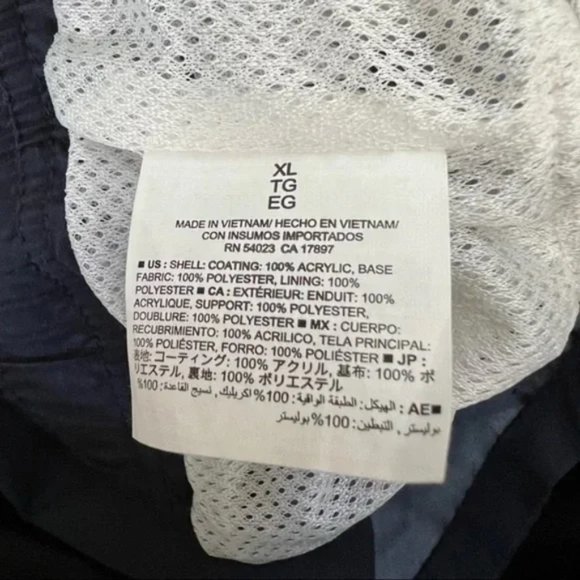 XL
TG
EG
MADE IN VIETNAM/ HECHO EN VIETNAM/
CON INSUMOS IMPORTADOS
RN 54023 CA 17897
■ US : SHELL: COATING: 100% ACRYLIC, BASE
FABRIC: 100% POLYESTER, LINING: 100%
POLYESTER ■ CA : EXTÉRIEUR: ENDUIT: 100%
ACRYLIQUE, SUPPORT: 100% POLYESTER,
DOUBLURE: 100% POLYESTER ■ MX : CUERPO:
RECUBRIMIENTO: 100% ACRILICO, TELA PRINCIPAL:
100% POLIÉSTER, FORRO: 100% POLIÉSTER ■ JP :
表地: コーティング: 100% アクリル, 基布: 100% ポ
リエステル, 裏地: 100% ポリエステル
■ AE : الهيكل: الطبقة الواقية: 100% اكريليك, نسيج القاعدة: 100%
بوليستر, التبطين: 100% بوليستر